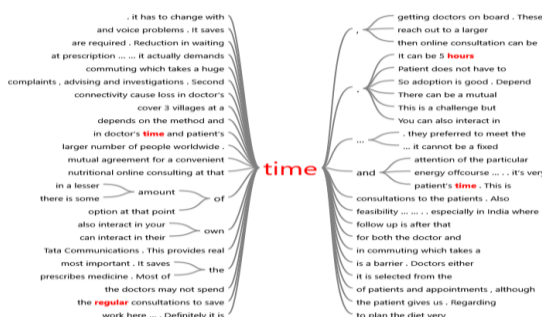 , it has to change with
and voice problems . It saves
are required . Reduction in waiting
at prescription ... ... it actually demands
commuting which takes a huge
complaints , advising and investigations . Second
connectivity cause loss in doctor's
cover 3 villages at a
depends on the method and
in doctor's time and patient's
larger number of people worldwide .
mutual agreement for a convenient
nutritional online consulting at that
in a lesser
there is some
amount
option at that point
of
also interact in your
can interact in their
own
Tata Communications . This provides real
most important . It saves
prescribes medicine . Most of
the
the doctors may not spend
the regular consultations to save
work here ... . Definitely it is
time
,
getting doctors on board . These
reach out to a larger
then online consultation can be
.
It can be 5 hours
Patient does not have to
So adoption is good . Depend
There can be a mutual
This is a challenge but
You can also interact in
...
. they preferred to meet the
... it cannot be a fixed
and
attention of the particular
energy offcourse ... . . it's very
patient's time . This is
consultations to the patients . Also
feasibility ... ... . . especially in India where
follow up is after that
for both the doctor and
in commuting which takes a
is a barrier . Doctors either
it is selected from the
of patients and appointments , although
the patient gives us . Regarding
to plan the diet very